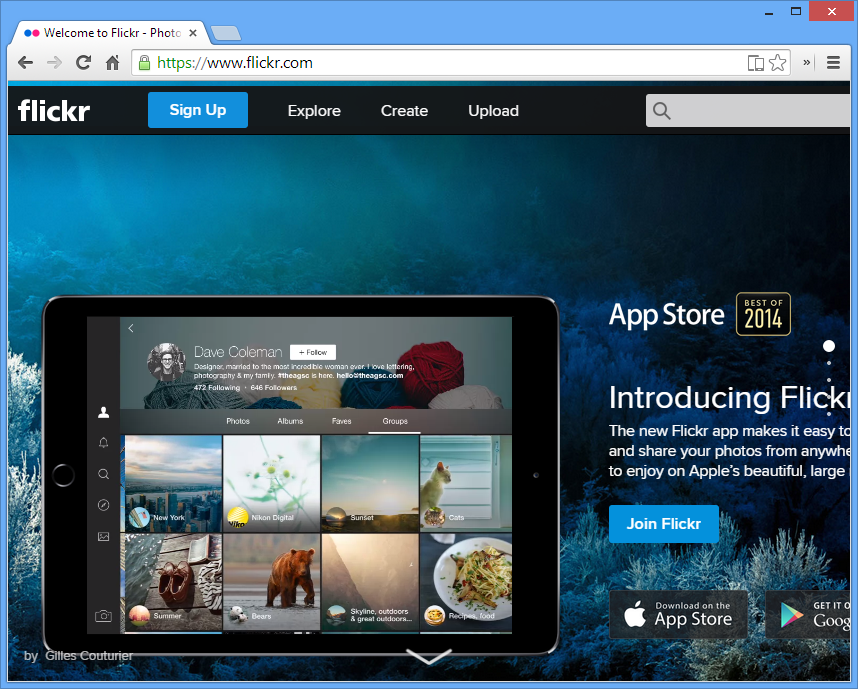 Welcome to Flickr - Photo
https://www.flickr.com
flickr
Sign Up
Explore
Create
Upload
App Store
BEST OF
2014
Dave Coleman
+ Follow
Designer, married to the most incredible woman ever. I love lettering,
photography & my family. #theagsc is here. hello@theagsc.com
472 Following · 646 Followers
Photos
Albums
Faves
Groups
New York
Nikon Digital
Sunset
Cats
Summer
Bears
Skyline, outdoors
& great outdoors...
Recipes, food
Introducing Flickr
The new Flickr app makes it easy to
and share your photos from anywhe
to enjoy on Apple's beautiful, large
Join Flickr
Download on the
App Store
GET IT O
Goog
by Gilles Couturier